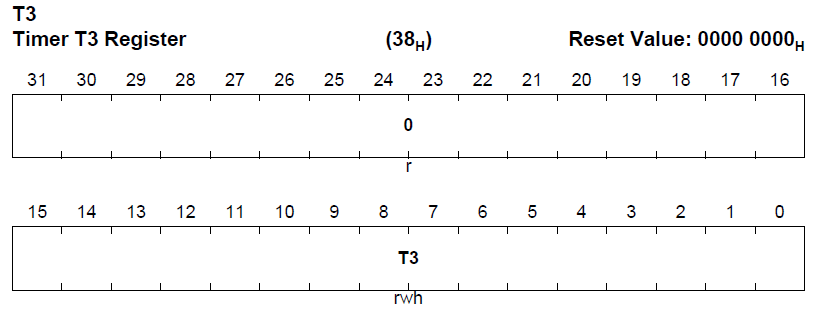 T3
Timer T3 Register (38H) Reset Value: 0000 0000H
31 30 29 28 27 26 25 24 23 22 21 20 19 18 17 16
0
r
15 14 13 12 11 10 9 8 7 6 5 4 3 2 1 0
T3
rwh